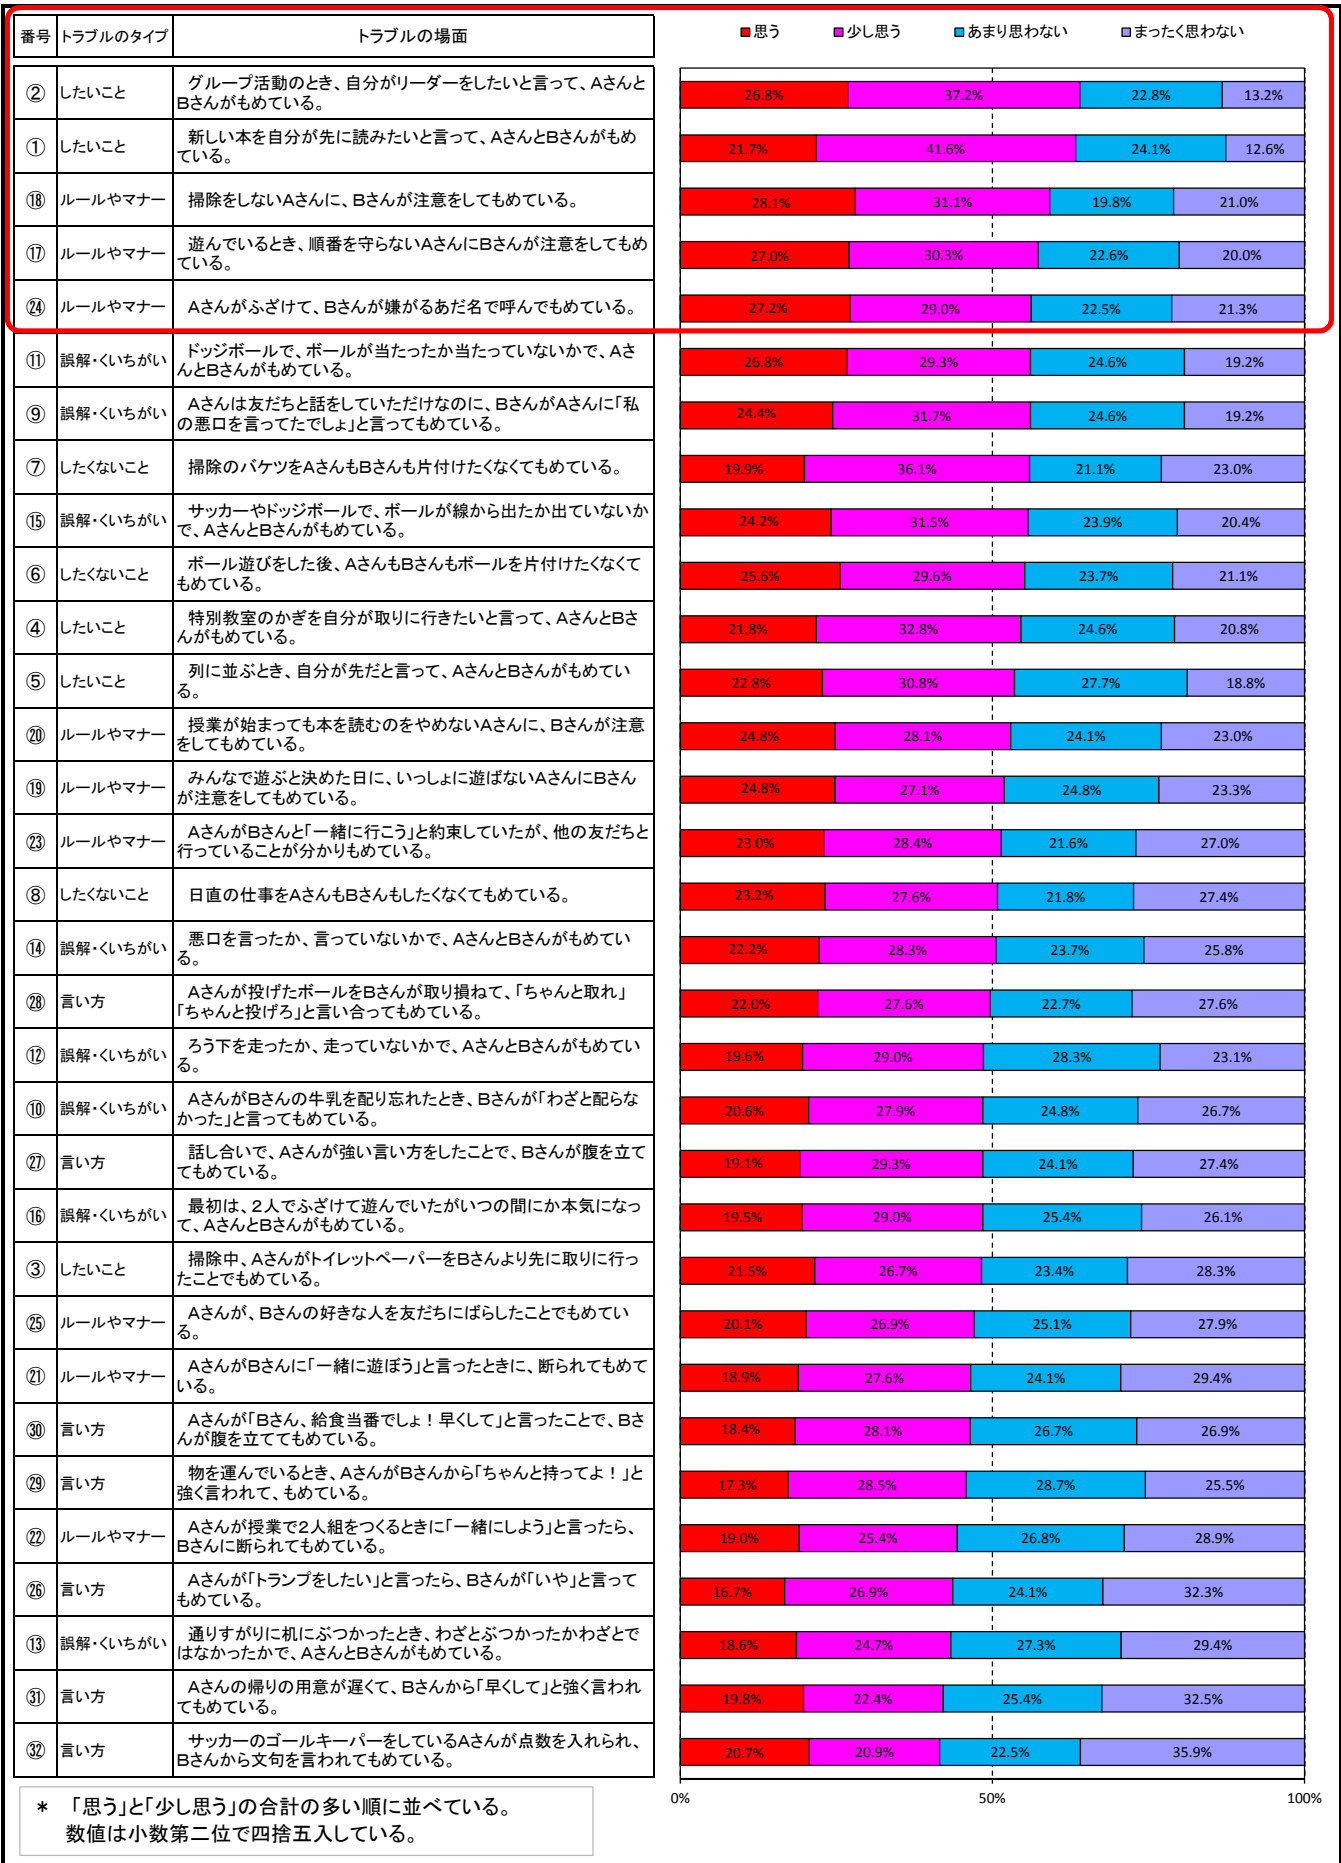 番号 トラブルのタイプ トラブルの場面 ■思う ■少し思う ■あまり思わない ■まったく思わない
② したいこと グループ活動のとき、自分がリーダーをしたいと言って、Aさんと
Bさんがもめている。
26.8% 37.2% 22.8% 13.2%
① したいこと 新しい本を自分が先に読みたいと言って、AさんとBさんがもめ
ている。
21.7% 41.6% 24.1% 12.6%
⑱ ルールやマナー 掃除をしないAさんに、Bさんが注意をしてもめている。
28.1% 31.1% 19.8% 21.0%
⑰ ルールやマナー 遊んでいるとき、順番を守らないAさんにBさんが注意をしてもめ
ている。
27.0% 30.3% 22.6% 20.0%
㉔ ルールやマナー Aさんがふざけて、Bさんが嫌がるあだ名で呼んでもめている。
27.2% 29.0% 22.5% 21.3%
⑪ 誤解・くいちがい ドッジボールで、ボールが当たったか当たっていないかで、Aさ
んとBさんがもめている。
26.8% 29.3% 24.6% 19.2%
⑨ 誤解・くいちがい Aさんは友だちと話をしていただけなのに、BさんがAさんに「私
の悪口を言ってたでしょ」と言ってもめている。
24.4% 31.7% 24.6% 19.2%
⑦ したくないこと 掃除のバケツをAさんもBさんも片付けたくなくてもめている。
19.9% 36.1% 21.1% 23.0%
⑮ 誤解・くいちがい サッカーやドッジボールで、ボールが線から出たか出ていないか
で、AさんとBさんがもめている。
24.2% 31.5% 23.9% 20.4%
⑥ したくないこと ボール遊びをした後、AさんもBさんもボールを片付けたくなくて
もめている。
25.6% 29.6% 23.7% 21.1%
④ したいこと 特別教室のかぎを自分が取りに行きたいと言って、AさんとBさ
んがもめている。
21.8% 32.8% 24.6% 20.8%
⑤ したいこと 列に並ぶとき、自分が先だと言って、AさんとBさんがもめてい
る。
22.8% 30.8% 27.7% 18.8%
⑳ ルールやマナー 授業が始まっても本を読むのをやめないAさんに、Bさんが注意
をしてもめている。
24.8% 28.1% 24.1% 23.0%
⑲ ルールやマナー みんなで遊ぶと決めた日に、いっしょに遊ばないAさんにBさん
が注意をしてもめている。
24.8% 27.1% 24.8% 23.3%
㉓ ルールやマナー AさんがBさんと「一緒に行こう」と約束していたが、他の友だちと
行っていることが分かりもめている。
23.0% 28.4% 21.6% 27.0%
⑧ したくないこと 日直の仕事をAさんもBさんもしたくなくてもめている。
23.2% 27.6% 21.8% 27.4%
⑭ 誤解・くいちがい 悪口を言ったか、言っていないかで、AさんとBさんがもめてい
る。
22.2% 28.3% 23.7% 25.8%
㉘ 言い方 Aさんが投げたボールをBさんが取り損ねて、「ちゃんと取れ」
「ちゃんと投げろ」と言い合ってもめている。
22.0% 27.6% 22.7% 27.6%
⑫ 誤解・くいちがい ろう下を走ったか、走っていないかで、AさんとBさんがもめてい
る。
19.6% 29.0% 28.3% 23.1%
⑩ 誤解・くいちがい AさんがBさんの牛乳を配り忘れたとき、Bさんが「わざと配らな
かった」と言ってもめている。
20.6% 27.9% 24.8% 26.7%
㉗ 言い方 話し合いで、Aさんが強い言い方をしたことで、Bさんが腹を立て
てもめている。
19.1% 29.3% 24.1% 27.4%
⑯ 誤解・くいちがい 最初は、2人でふざけて遊んでいたがいつの間にか本気になっ
て、AさんとBさんがもめている。
19.5% 29.0% 25.4% 26.1%
③ したいこと 掃除中、AさんがトイレットペーパーをBさんより先に取りに行っ
たことでもめている。
21.5% 26.7% 23.4% 28.3%
㉕ ルールやマナー Aさんが、Bさんの好きな人を友だちにばらしたことでもめてい
る。
20.1% 26.9% 25.1% 27.9%
㉑ ルールやマナー AさんがBさんに「一緒に遊ぼう」と言ったときに、断られてもめて
いる。
18.9% 27.6% 24.1% 29.4%
㉚ 言い方 Aさんが「Bさん、給食当番でしょ！早くして」と言ったことで、Bさ
んが腹を立ててもめている。
18.4% 28.1% 26.7% 26.9%
㉙ 言い方 物を運んでいるとき、AさんがBさんから「ちゃんと持ってよ！」と
強く言われて、もめている。
17.3% 28.5% 28.7% 25.5%
㉒ ルールやマナー Aさんが授業で2人組をつくるときに「一緒にしよう」と言ったら、
Bさんに断られてもめている。
19.0% 25.4% 26.8% 28.9%
㉖ 言い方 Aさんが「トランプをしたい」と言ったら、Bさんが「いや」と言って
もめている。
16.7% 26.9% 24.1% 32.3%
⑬ 誤解・くいちがい 通りすがりに机にぶつかったとき、わざとぶつかったかわざとで
はなかったかで、AさんとBさんがもめている。
18.6% 24.7% 27.3% 29.4%
㉛ 言い方 Aさんの帰りの用意が遅くて、Bさんから「早くして」と強く言われ
てもめている。
19.8% 22.4% 25.4% 32.5%
㉜ 言い方 サッカーのゴールキーパーをしているAさんが点数を入れられ、
Bさんから文句を言われてもめている。
20.7% 20.9% 22.5% 35.9%
0% 50% 100%
* 「思う」と「少し思う」の合計の多い順に並べている。
数値は小数第二位で四捨五入している。